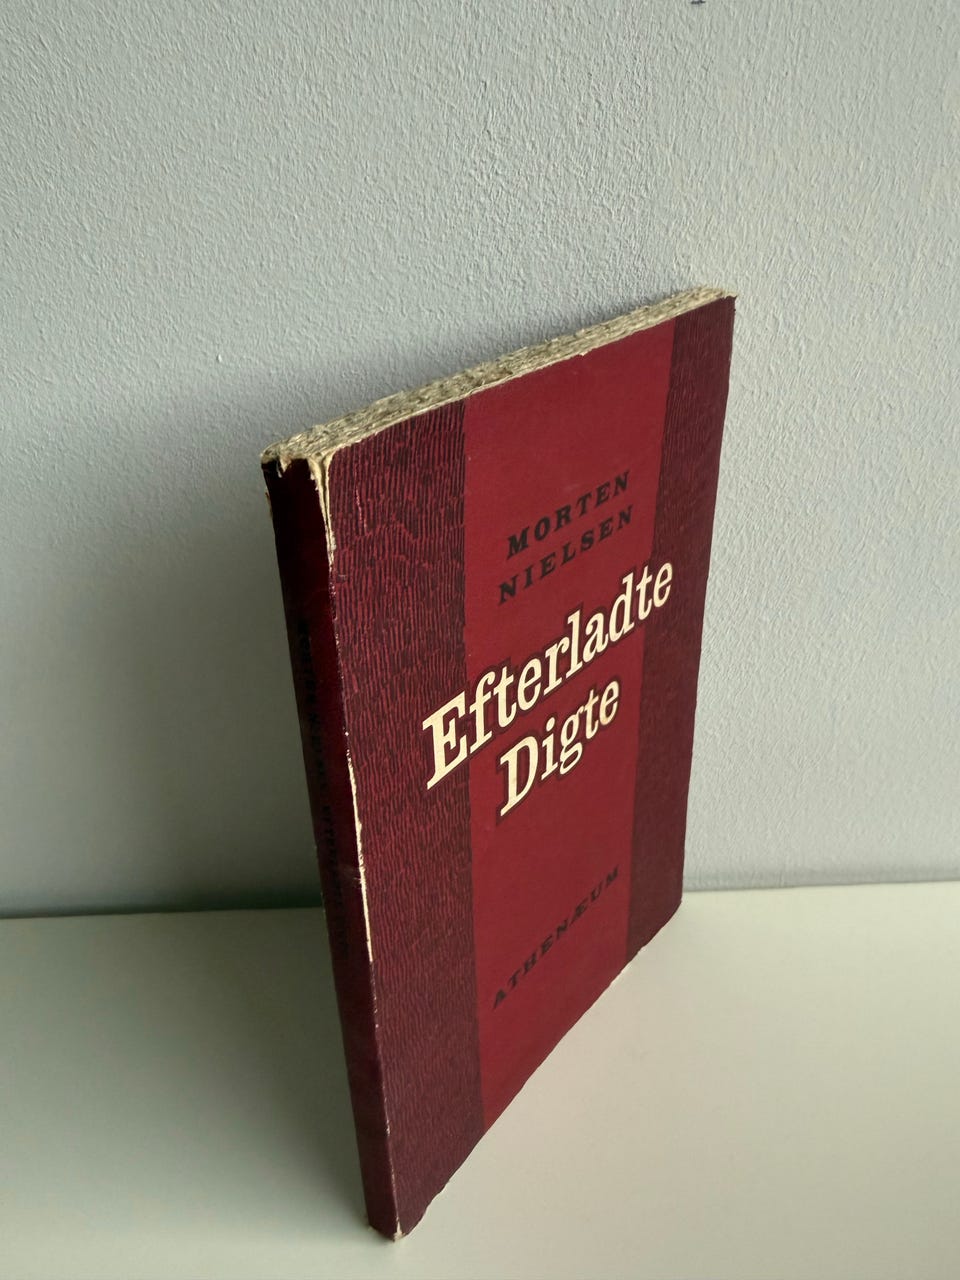 MORTEN
NIELSEN
Efterladte
Digte
ATHENÆUM